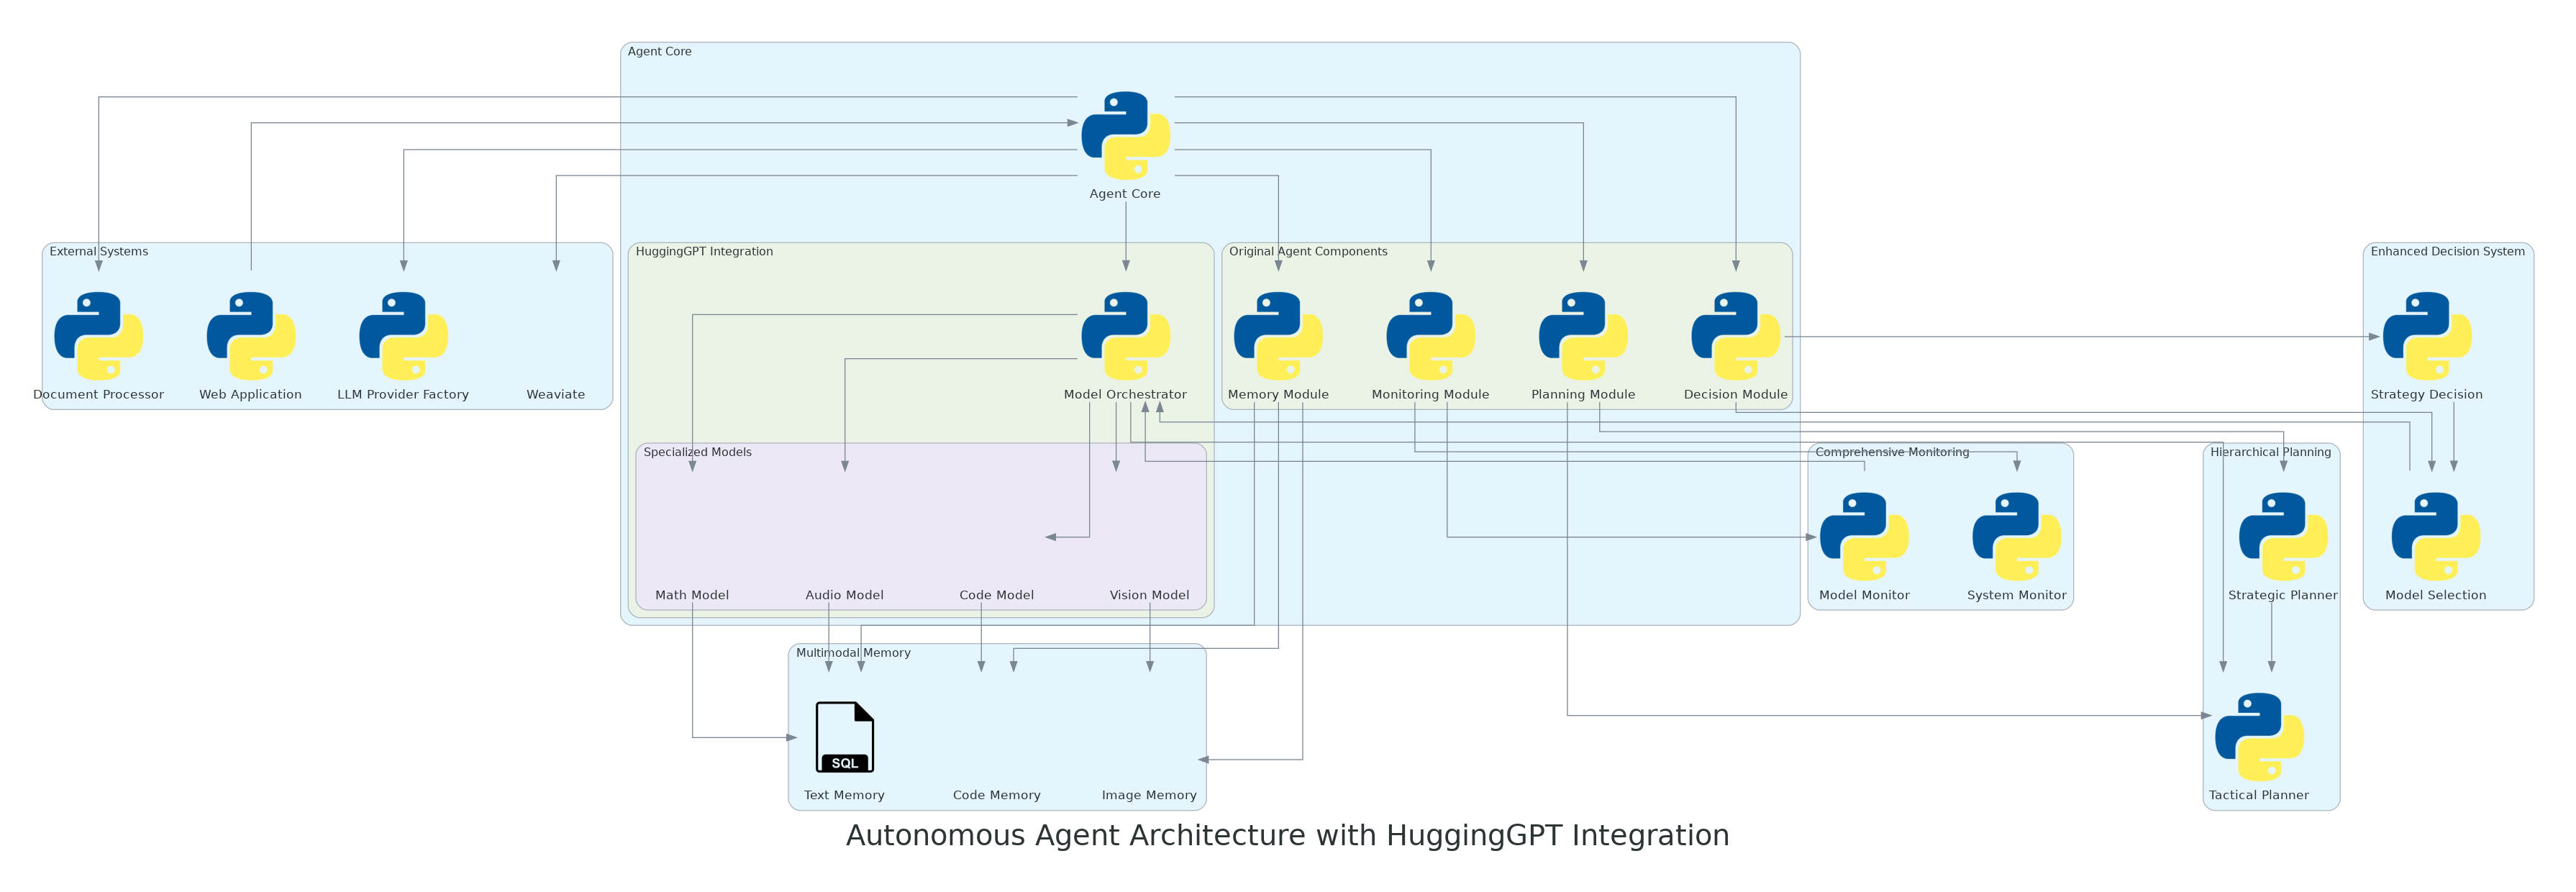 Agent Core
Agent Core
External Systems
HuggingGPT Integration
Original Agent Components
Enhanced Decision System
Document Processor
Web Application
LLM Provider Factory
Weaviate
Model Orchestrator
Memory Module
Monitoring Module
Planning Module
Decision Module
Strategy Decision
Specialized Models
Comprehensive Monitoring
Hierarchical Planning
Math Model
Audio Model
Code Model
Vision Model
Model Monitor
System Monitor
Strategic Planner
Model Selection
Multimodal Memory
SQL
Text Memory
Code Memory
Image Memory
Tactical Planner
Autonomous Agent Architecture with HuggingGPT Integration